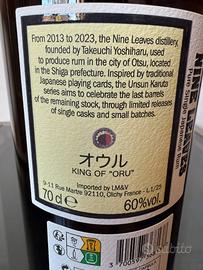 From 2013 to 2023, the Nine Leaves distillery,
founded by Takeuchi Yoshiharu, used to
produce rum in the city of Otsu, located
in the Shiga prefecture. Inspired by traditional
Japanese playing cards, the Unsun Karuta
series aims to celebrate the last barrels
of the remaining stock, through limited releases
of single casks and small batches.
オウル
KING OF "ORU"
Imported by LM&V
9-11 Rue Martre 92110, Clichy France - L.1/25
70 cl e
60%vol.
NINE LEAVES
Pure Single Japanese Rum
subito